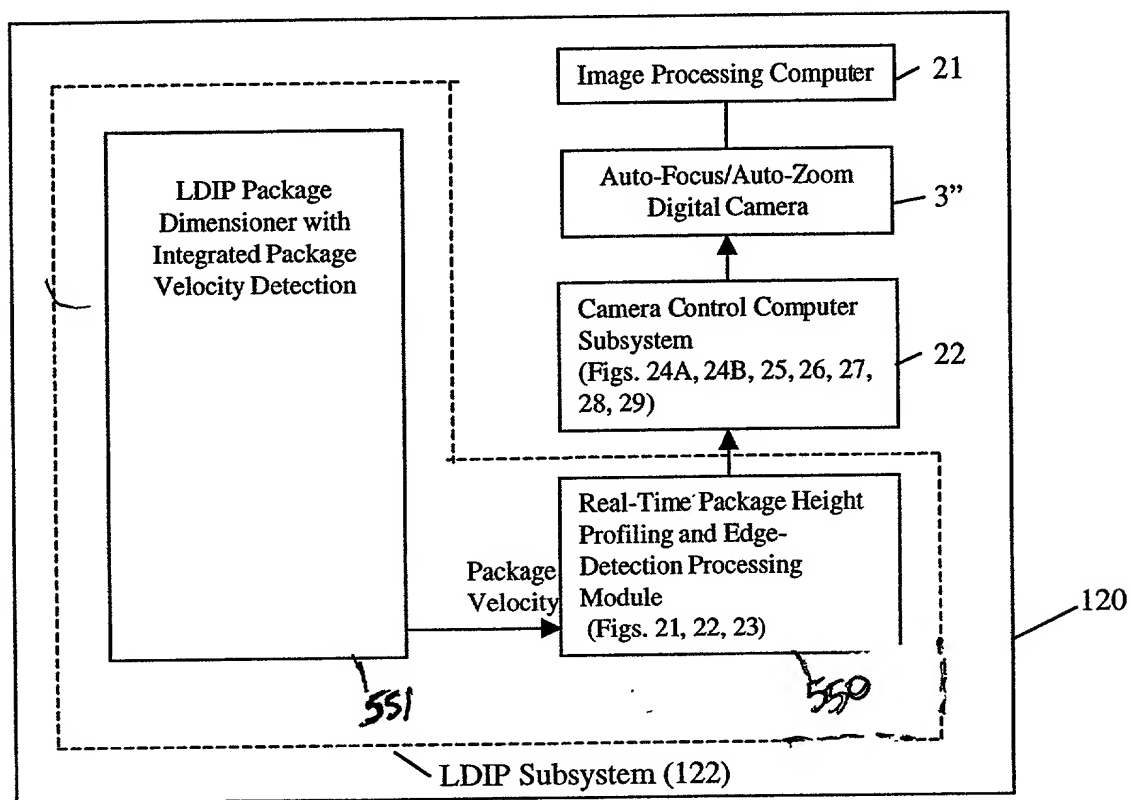 Image Processing Computer
21
Auto-Focus/Auto-Zoom
Digital Camera
3”
LDIP Package
Dimensioner with
Integrated Package
Velocity Detection
Camera Control Computer
Subsystem
(Figs. 24A, 24B, 25, 26, 27,
28, 29)
22
Real-Time Package Height
Profiling and Edge-
Detection Processing
Module
(Figs. 21, 22, 23)
Package
Velocity
120
551
550
LDIP Subsystem (122)